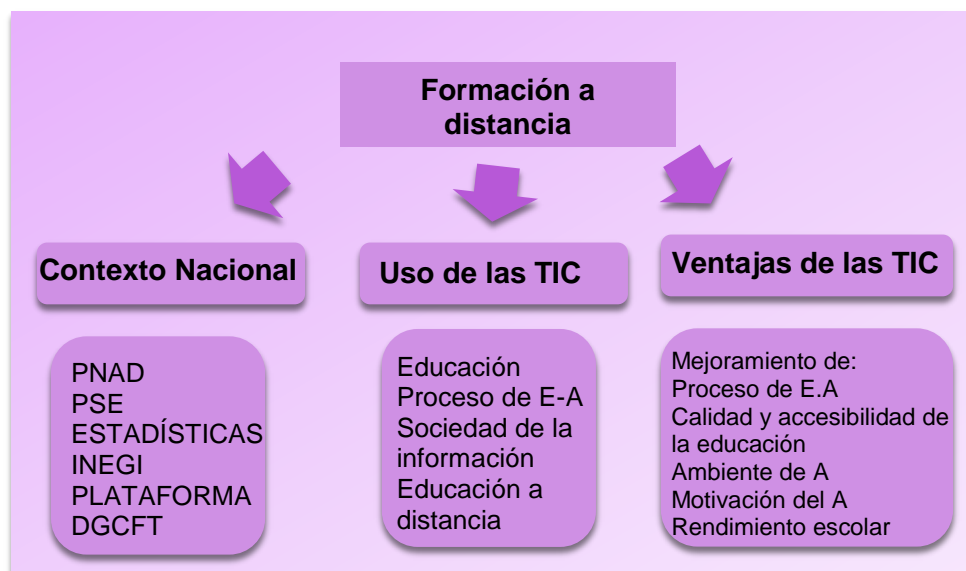 Formación a
distancia
Contexto Nacional
Uso de las TIC
Ventajas de las TIC
PNAD
PSE
ESTADÍSTICAS
INEGI
PLATAFORMA
DGCFT
Educación
Proceso de E-A
Sociedad de la
información
Educación a
distancia
Mejoramiento de:
Proceso de E.A
Calidad y accesibilidad de
la educación
Ambiente de A
Motivación del A
Rendimiento escolar